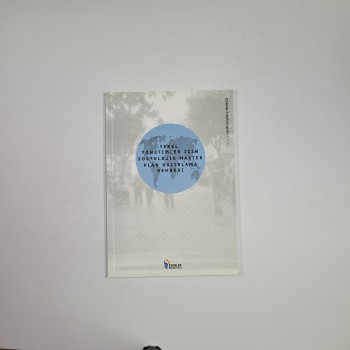 YEREL
YÖNETİMLER İÇİN
SOSYOLOJİK MASTER
PLAN HAZIRLAMA
REHBERİ